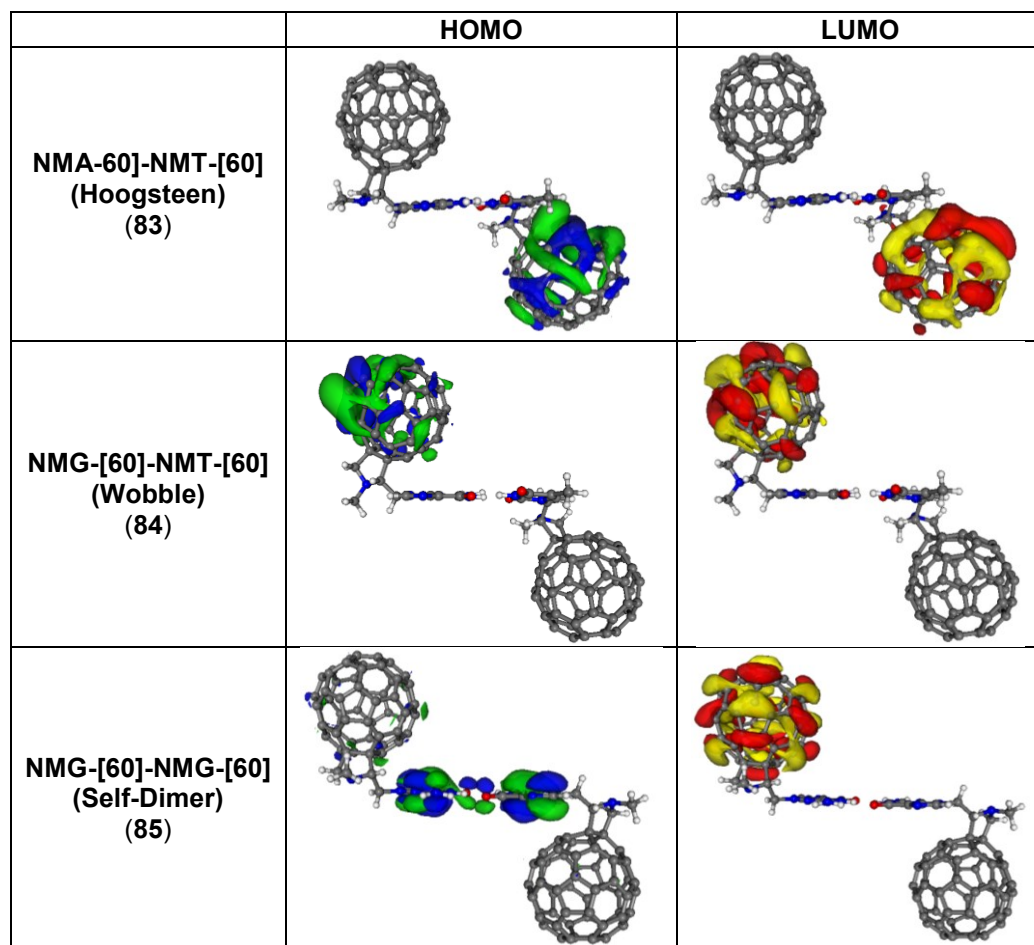 HOMO
LUMO
NMA-60]-NMT-[60]
(Hoogsteen)
(83)
NMG-[60]-NMT-[60]
(Wobble)
(84)
NMG-[60]-NMG-[60]
(Self-Dimer)
(85)